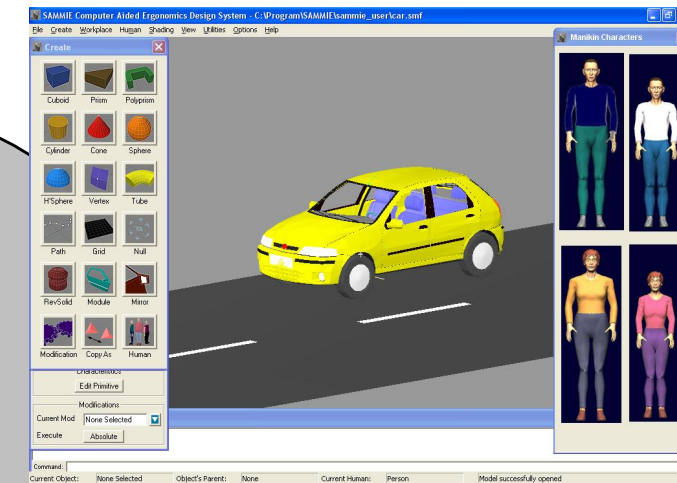 SAMMIE Computer Aided Ergonomics Design System - C:\Program\SAMMIE\sammie_user\car.smf
File Create Workplace Human Shading View Utilities Options Help
Create
Manikin Characters
Cuboid Prism Polyprism
Cylinder Cone Sphere
H'Sphere Vertex Tube
Path Grid Null
RevSolid Module Mirror
Modification Copy As Human
Characteristics
Edit Primitive
Modifications
Current Mod None Selected
Execute Absolute
Command:
Current Object: None Selected Object's Parent: None Current Human: Person Model successfully opened